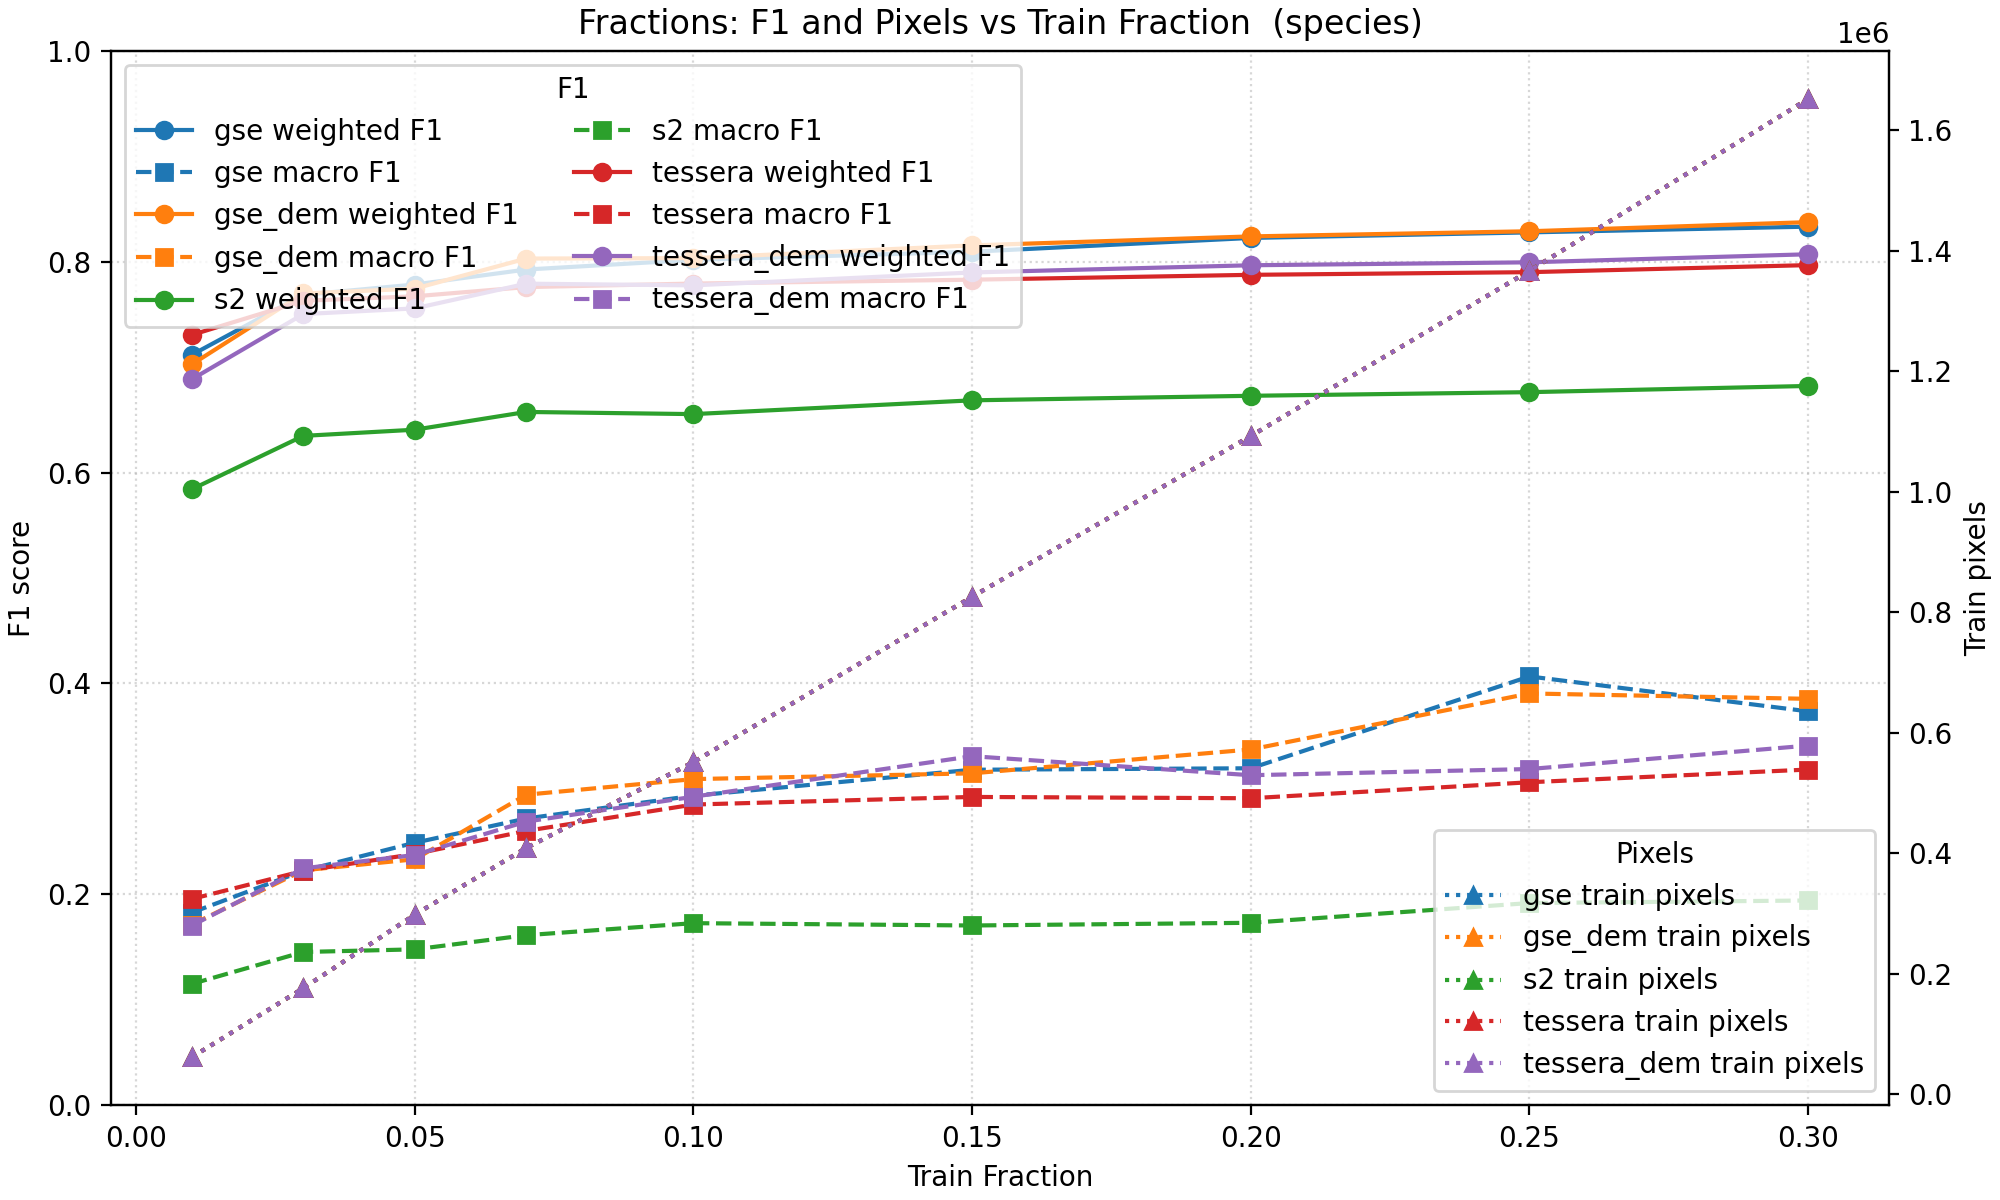 Fractions: F1 and Pixels vs Train Fraction (species)
1e6
F1
gse weighted F1
gse macro F1
gse_dem weighted F1
gse_dem macro F1
s2 weighted F1
s2 macro F1
tessera weighted F1
tessera macro F1
tessera_dem weighted F1
tessera_dem macro F1
1.0
0.8
0.6
0.4
0.2
0.0
F1 score
1.6
1.4
1.2
1.0
0.8
0.6
0.4
0.2
0.0
Train pixels
Pixels
gse train pixels
gse_dem train pixels
s2 train pixels
tessera train pixels
tessera_dem train pixels
0.00
0.05
0.10
0.15
0.20
0.25
0.30
Train Fraction